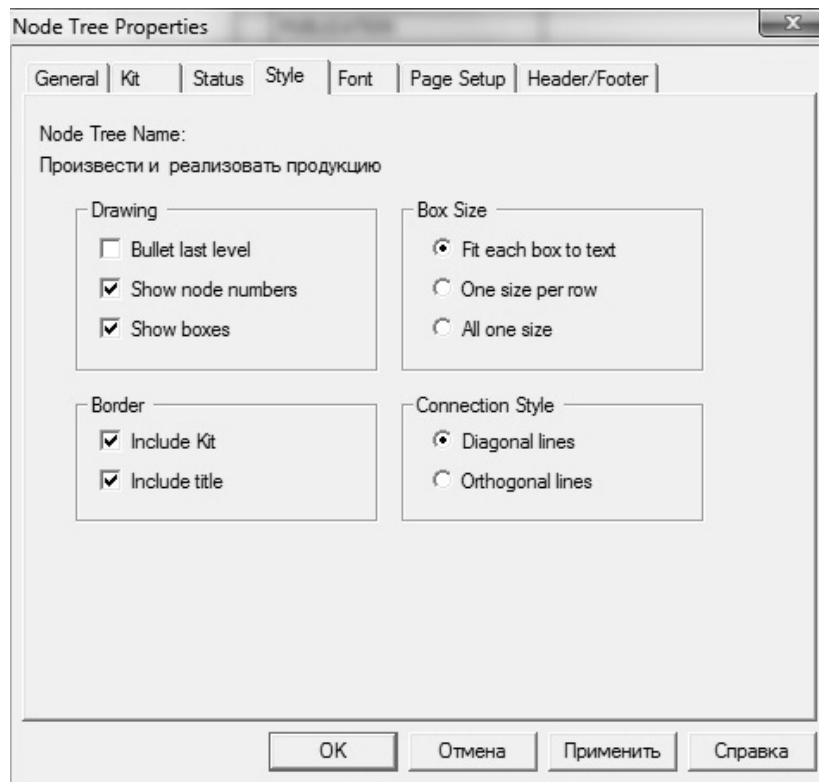 Node Tree Properties
General Kit Status Style Font Page Setup Header/Footer
Node Tree Name:
Произвести и реализовать продукцию
Drawing
Bullet last level
Show node numbers
Show boxes
Box Size
Fit each box to text
One size per row
All one size
Border
Include Kit
Include title
Connection Style
Diagonal lines
Orthogonal lines
OK Отмена Применить Справка